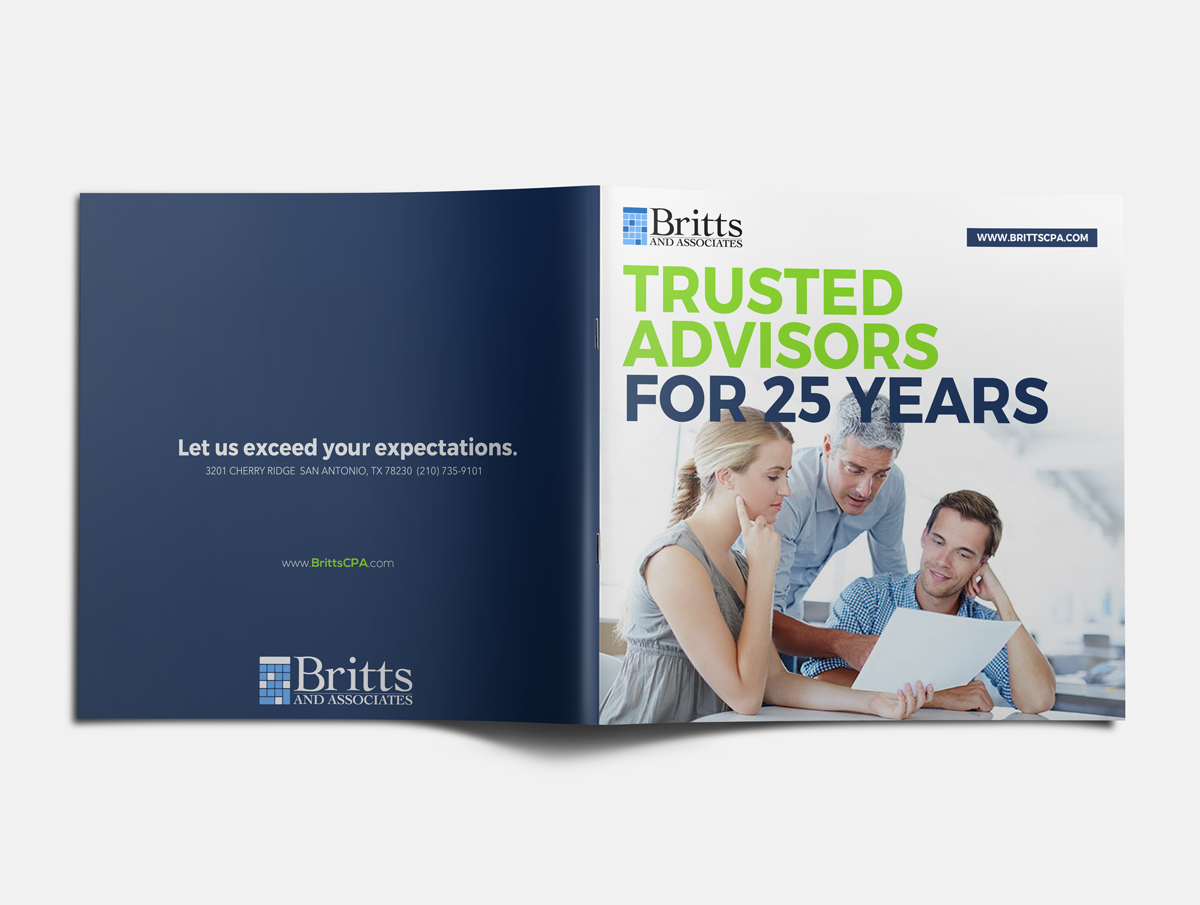 Let us exceed your expectations.
3201 CHERRY RIDGE SAN ANTONIO, TX 78230 (210) 735-9101
www.BrittsCPA.com
Britts
AND ASSOCIATES
Britts
AND ASSOCIATES
WWW.BRITTSCPA.COM
TRUSTED
ADVISORS
FOR 25 YEARS